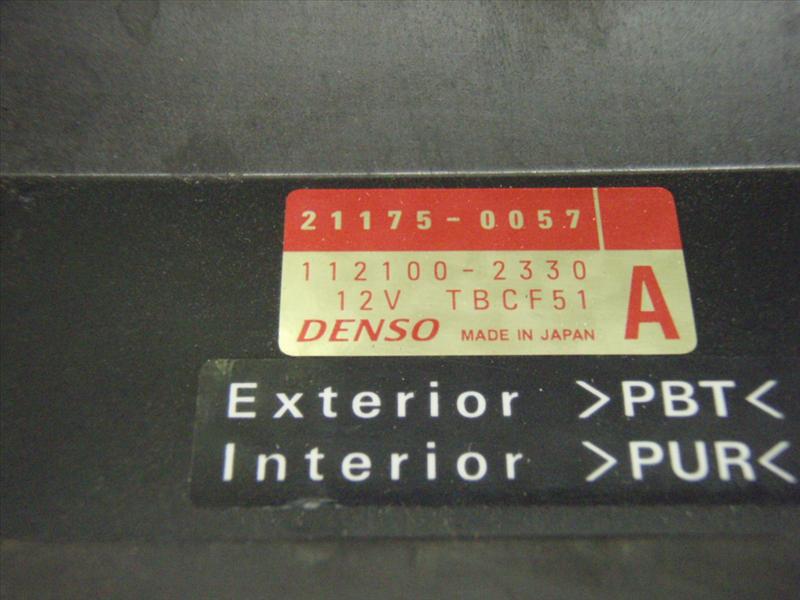 21175-0057
112100-2330
12V TBCF51
A
DENSO MADE IN JAPAN
Exterior >PBT<
Interior >PUR<